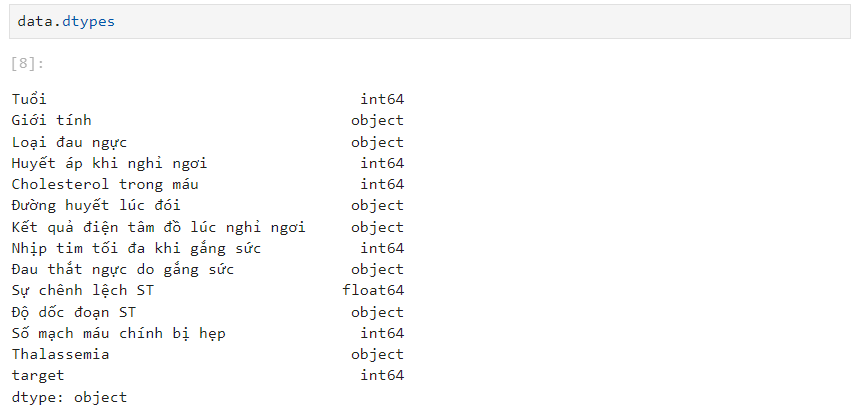 data.dtypes
[8]:
Tuổi int64
Giới tính object
Loại đau ngực object
Huyết áp khi nghỉ ngơi int64
Cholesterol trong máu int64
Đường huyết lúc đói object
Kết quả điện tâm đồ lúc nghỉ ngơi object
Nhịp tim tối đa khi gắng sức int64
Đau thắt ngực do gắng sức object
Sự chênh lệch ST float64
Độ dốc đoạn ST object
Số mạch máu chính bị hẹp int64
Thalassemia object
target int64
dtype: object